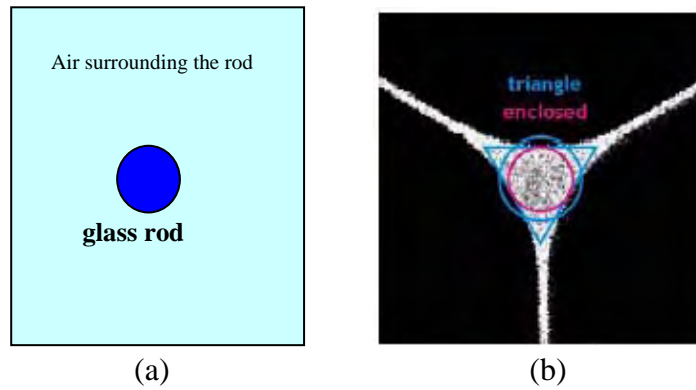 Air surrounding the rod
glass rod
triangle
enclosed
(a)
(b)